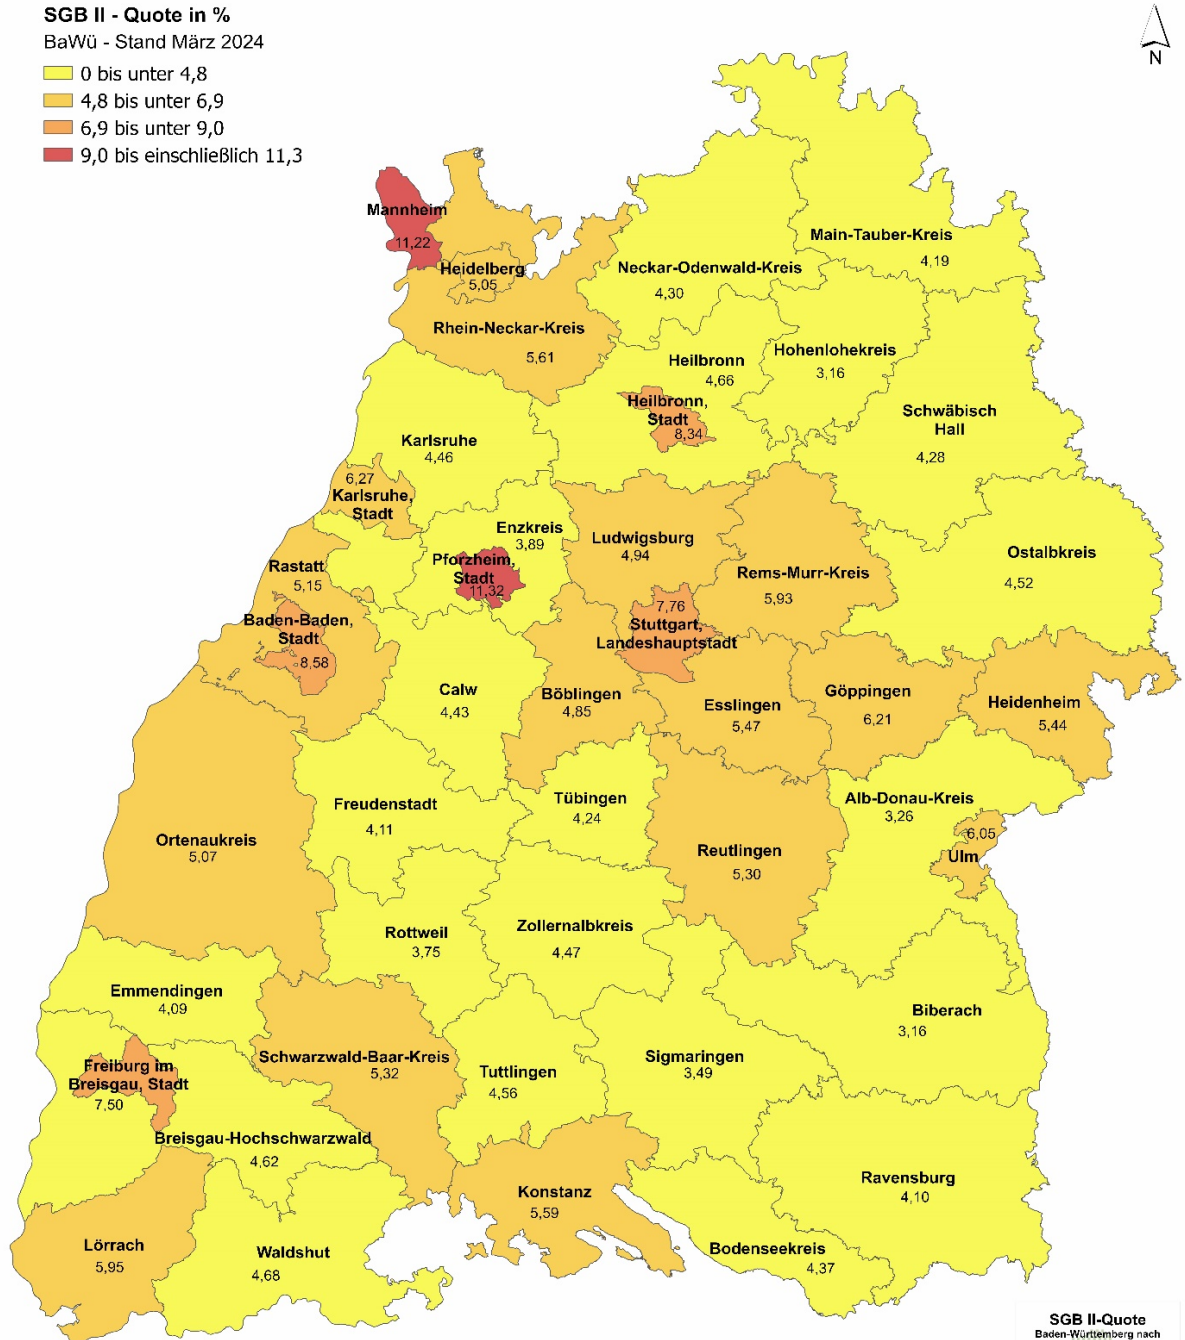 SGB II - Quote in %
BaWü - Stand März 2024
0 bis unter 4,8
4,8 bis unter 6,9
6,9 bis unter 9,0
9,0 bis einschließlich 11,3
N
Mannheim
11,22
Heidelberg
5,05
Rhein-Neckar-Kreis
5,61
Neckar-Odenwald-Kreis
4,30
Main-Tauber-Kreis
4,19
Heilbronn
4,66
Hohenlohekreis
3,16
Heilbronn,
Stadt
8,34
Schwäbisch
Hall
4,28
Karlsruhe
4,46
6,27
Karlsruhe,
Stadt
Enzkreis
3,89
Pforzheim,
Stadt
11,32
Ludwigsburg
4,94
Rems-Murr-Kreis
5,93
Ostalbkreis
4,52
Rastatt
5,15
Baden-Baden,
Stadt
8,58
7,76
Stuttgart,
Landeshauptstadt
Calw
4,43
Böblingen
4,85
Esslingen
5,47
Göppingen
6,21
Heidenheim
5,44
Freudenstadt
4,11
Tübingen
4,24
Alb-Donau-Kreis
3,26
6,05
Ulm
Ortenaukreis
5,07
Reutlingen
5,30
Rottweil
3,75
Zollernalbkreis
4,47
Emmendingen
4,09
Biberach
3,16
Freiburg im
Breisgau, Stadt
7,50
Schwarzwald-Baar-Kreis
5,32
Tuttlingen
4,56
Sigmaringen
3,49
Breisgau-Hochschwarzwald
4,62
Ravensburg
4,10
Konstanz
5,59
Lörrach
5,95
Waldshut
4,68
Bodenseekreis
4,37
SGB II-Quote
Baden-Württemberg nach